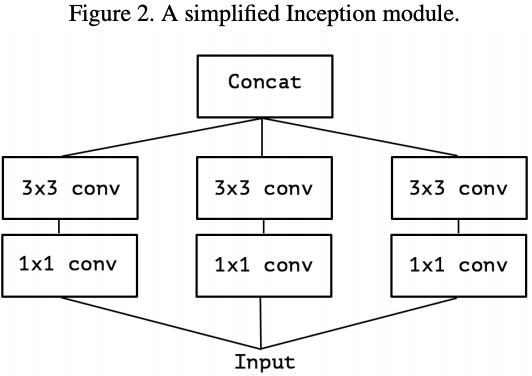 Figure 2. A simplified Inception module.
Concat
3x3 conv 3x3 conv 3x3 conv
1x1 conv 1x1 conv 1x1 conv
Input